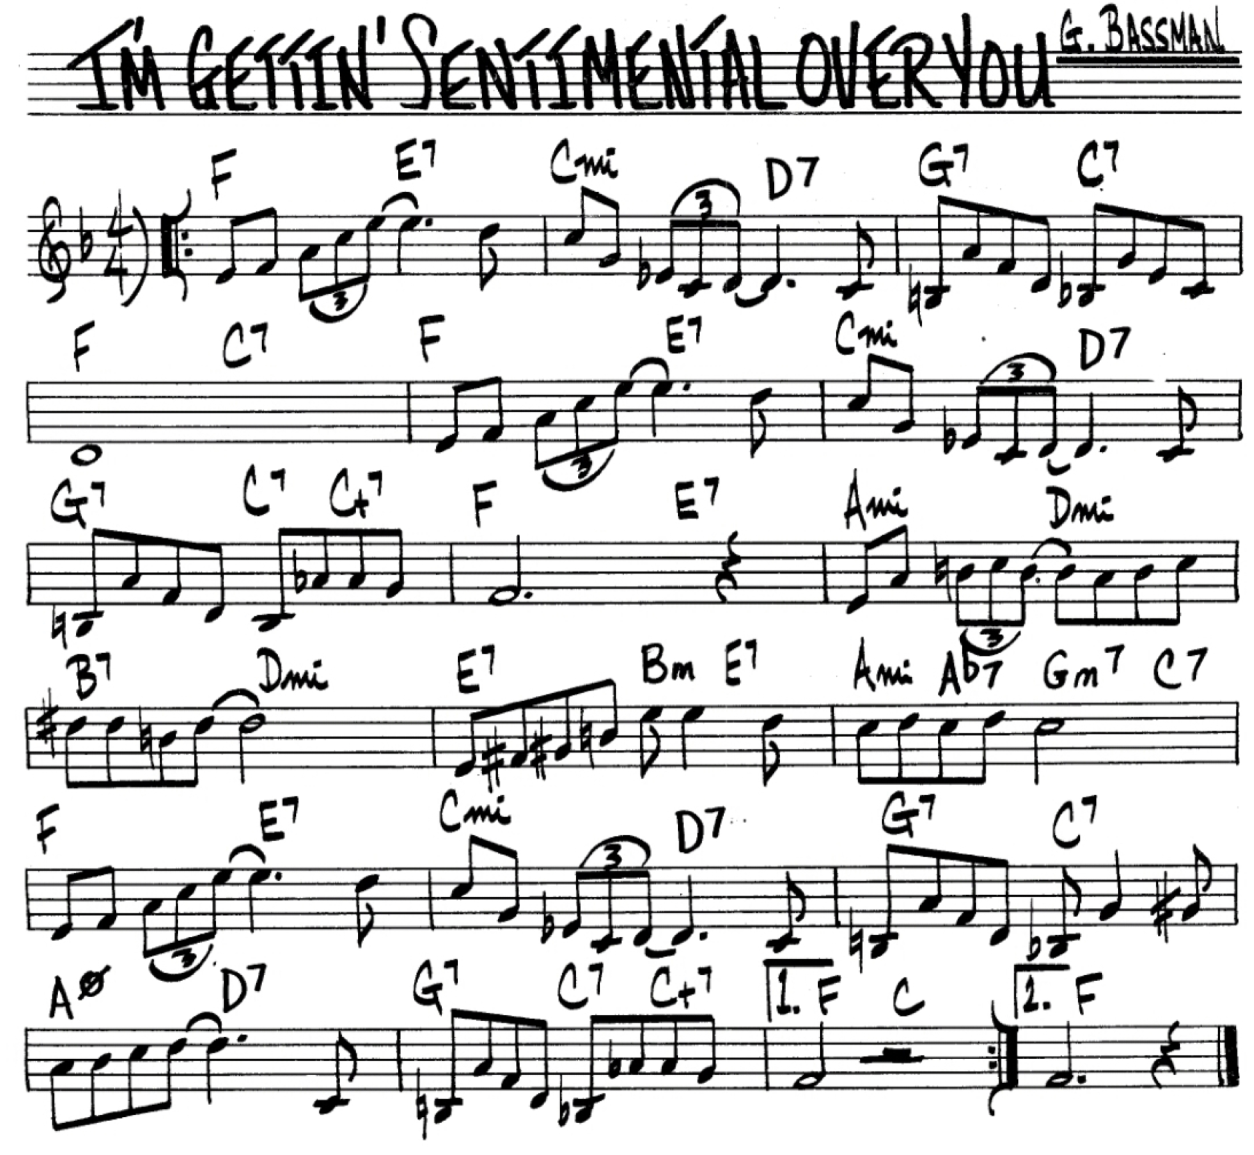 I'M GETTIN' SENTIMENTAL OVER YOU G. BASSMAN
F E7 Cmi D7 G7 C7
4
4
3 3
F C7 F E7 Cmi D7
3 3
G7 C7 C+7 F E7 Ami Dmi
3
B7 Dmi E7 Bm E7 Ami Ab7 Gm7 C7
F E7 Cmi D7 G7 C7
3 3
Aø D7 G7 C7 C+7 1. F C 2. F